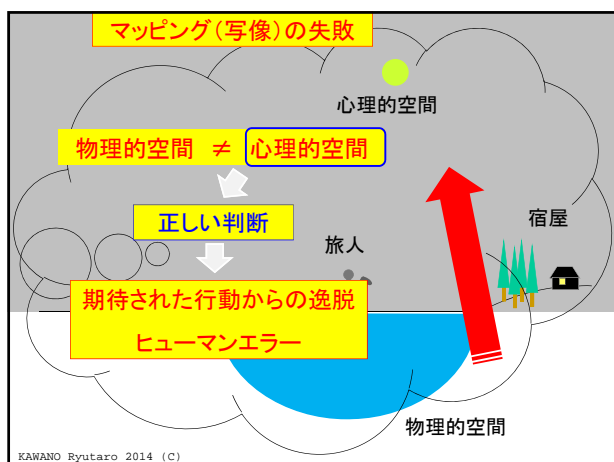 マッピング(写像)の失敗
心理的空間
物理的空間 ≠ 心理的空間
正しい判断
旅人
宿屋
期待された行動からの逸脱
ヒューマンエラー
物理的空間
KAWANO Ryutaro 2014 (C)